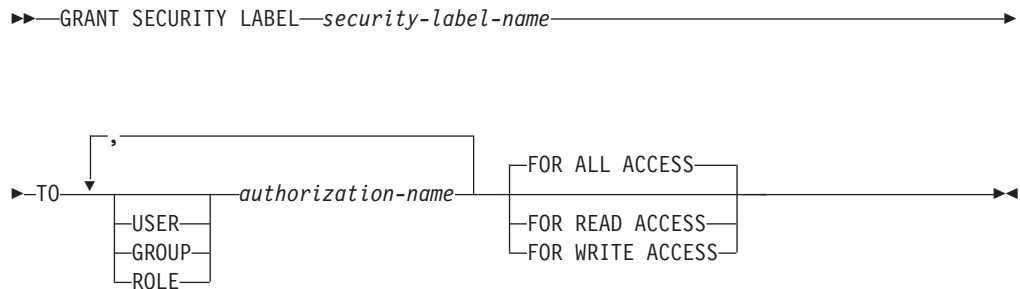 GRANT SECURITY LABEL security-label-name
,
FOR ALL ACCESS
TO authorization-name
USER FOR READ ACCESS
GROUP FOR WRITE ACCESS
ROLE